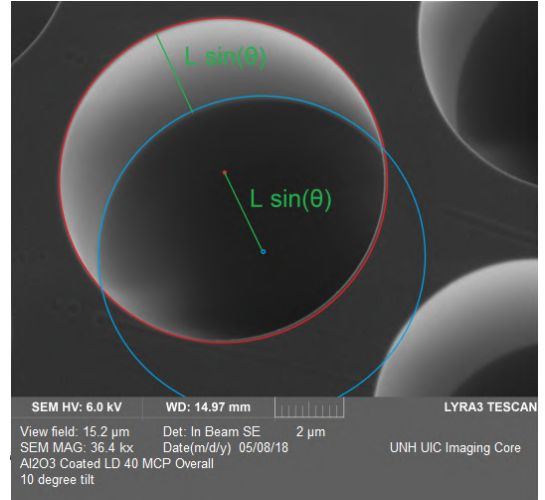 L sin(θ)
L sin(θ)
SEM HV: 6.0 kV WD: 14.97 mm LYRA3 TESCAN
View field: 15.2 µm Det: In Beam SE 2 µm
SEM MAG: 36.4 kx Date(m/d/y) 05/08/18 UNH UIC Imaging Core
Al2O3 Coated LD 40 MCP Overall
10 degree tilt